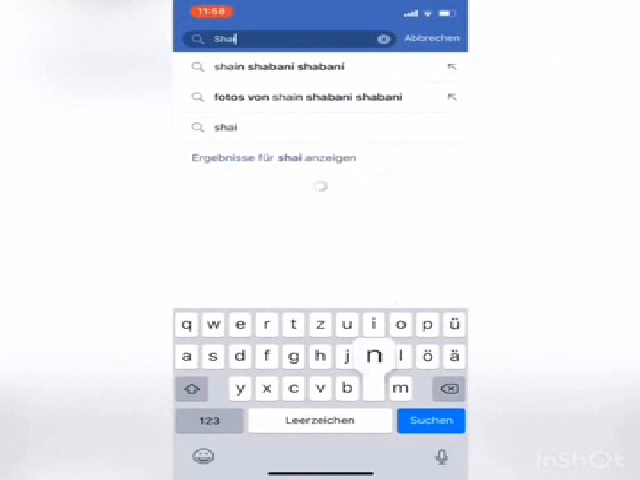 11:58
Shai
Abbrechen
shain shabani shabani
fotos von shain shabani shabani
shai
Ergebnisse für shai anzeigen
q w e r t z u i o p ü
a s d f g h j n l ö ä
y x c v b m
123 Leerzeichen Suchen
InShOt